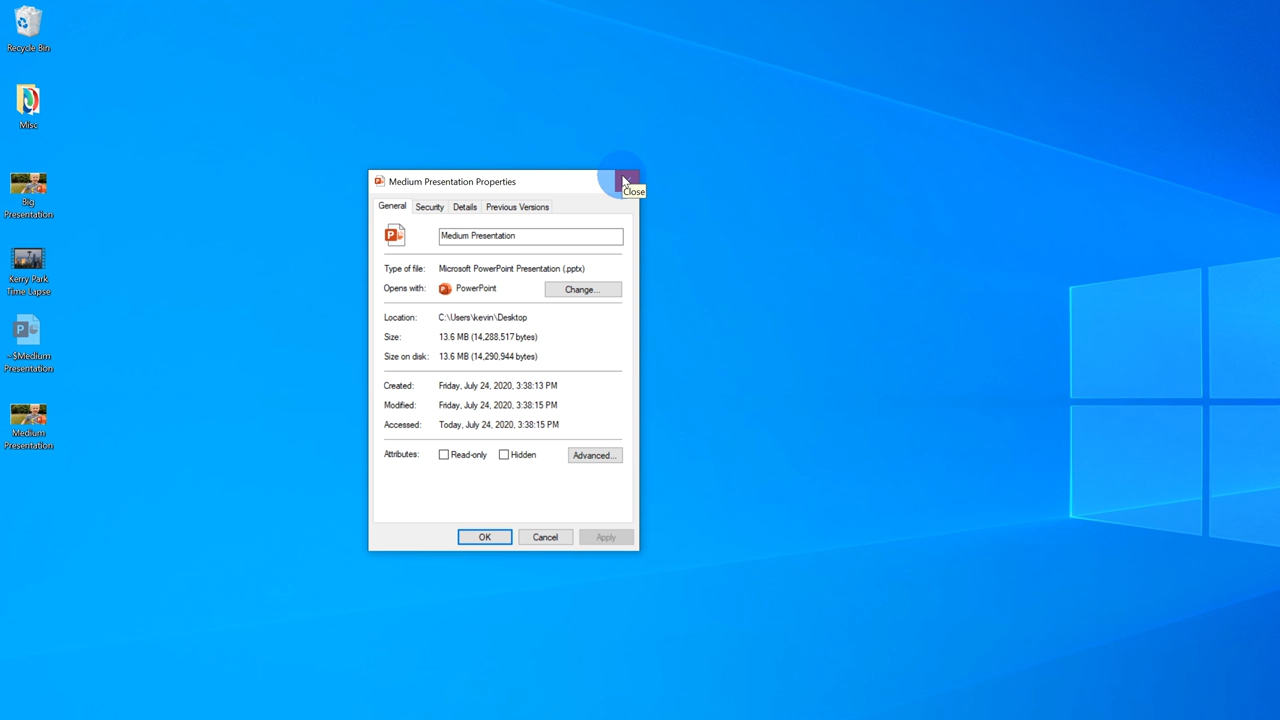 Recycle Bin
Misc
Big
Presentation
Kerry Park
Time Lapse
~$Medium
Presentation
Medium
Presentation
Medium Presentation Properties
Close
General Security Details Previous Versions
Medium Presentation
Type of file: Microsoft PowerPoint Presentation (.pptx)
Opens with: PowerPoint Change...
Location: C:\Users\kevin\Desktop
Size: 13.6 MB (14,288,517 bytes)
Size on disk: 13.6 MB (14,290,944 bytes)
Created: Friday, July 24, 2020, 3:38:13 PM
Modified: Friday, July 24, 2020, 3:38:15 PM
Accessed: Today, July 24, 2020, 3:38:15 PM
Attributes: Read-only Hidden Advanced...
OK Cancel Apply